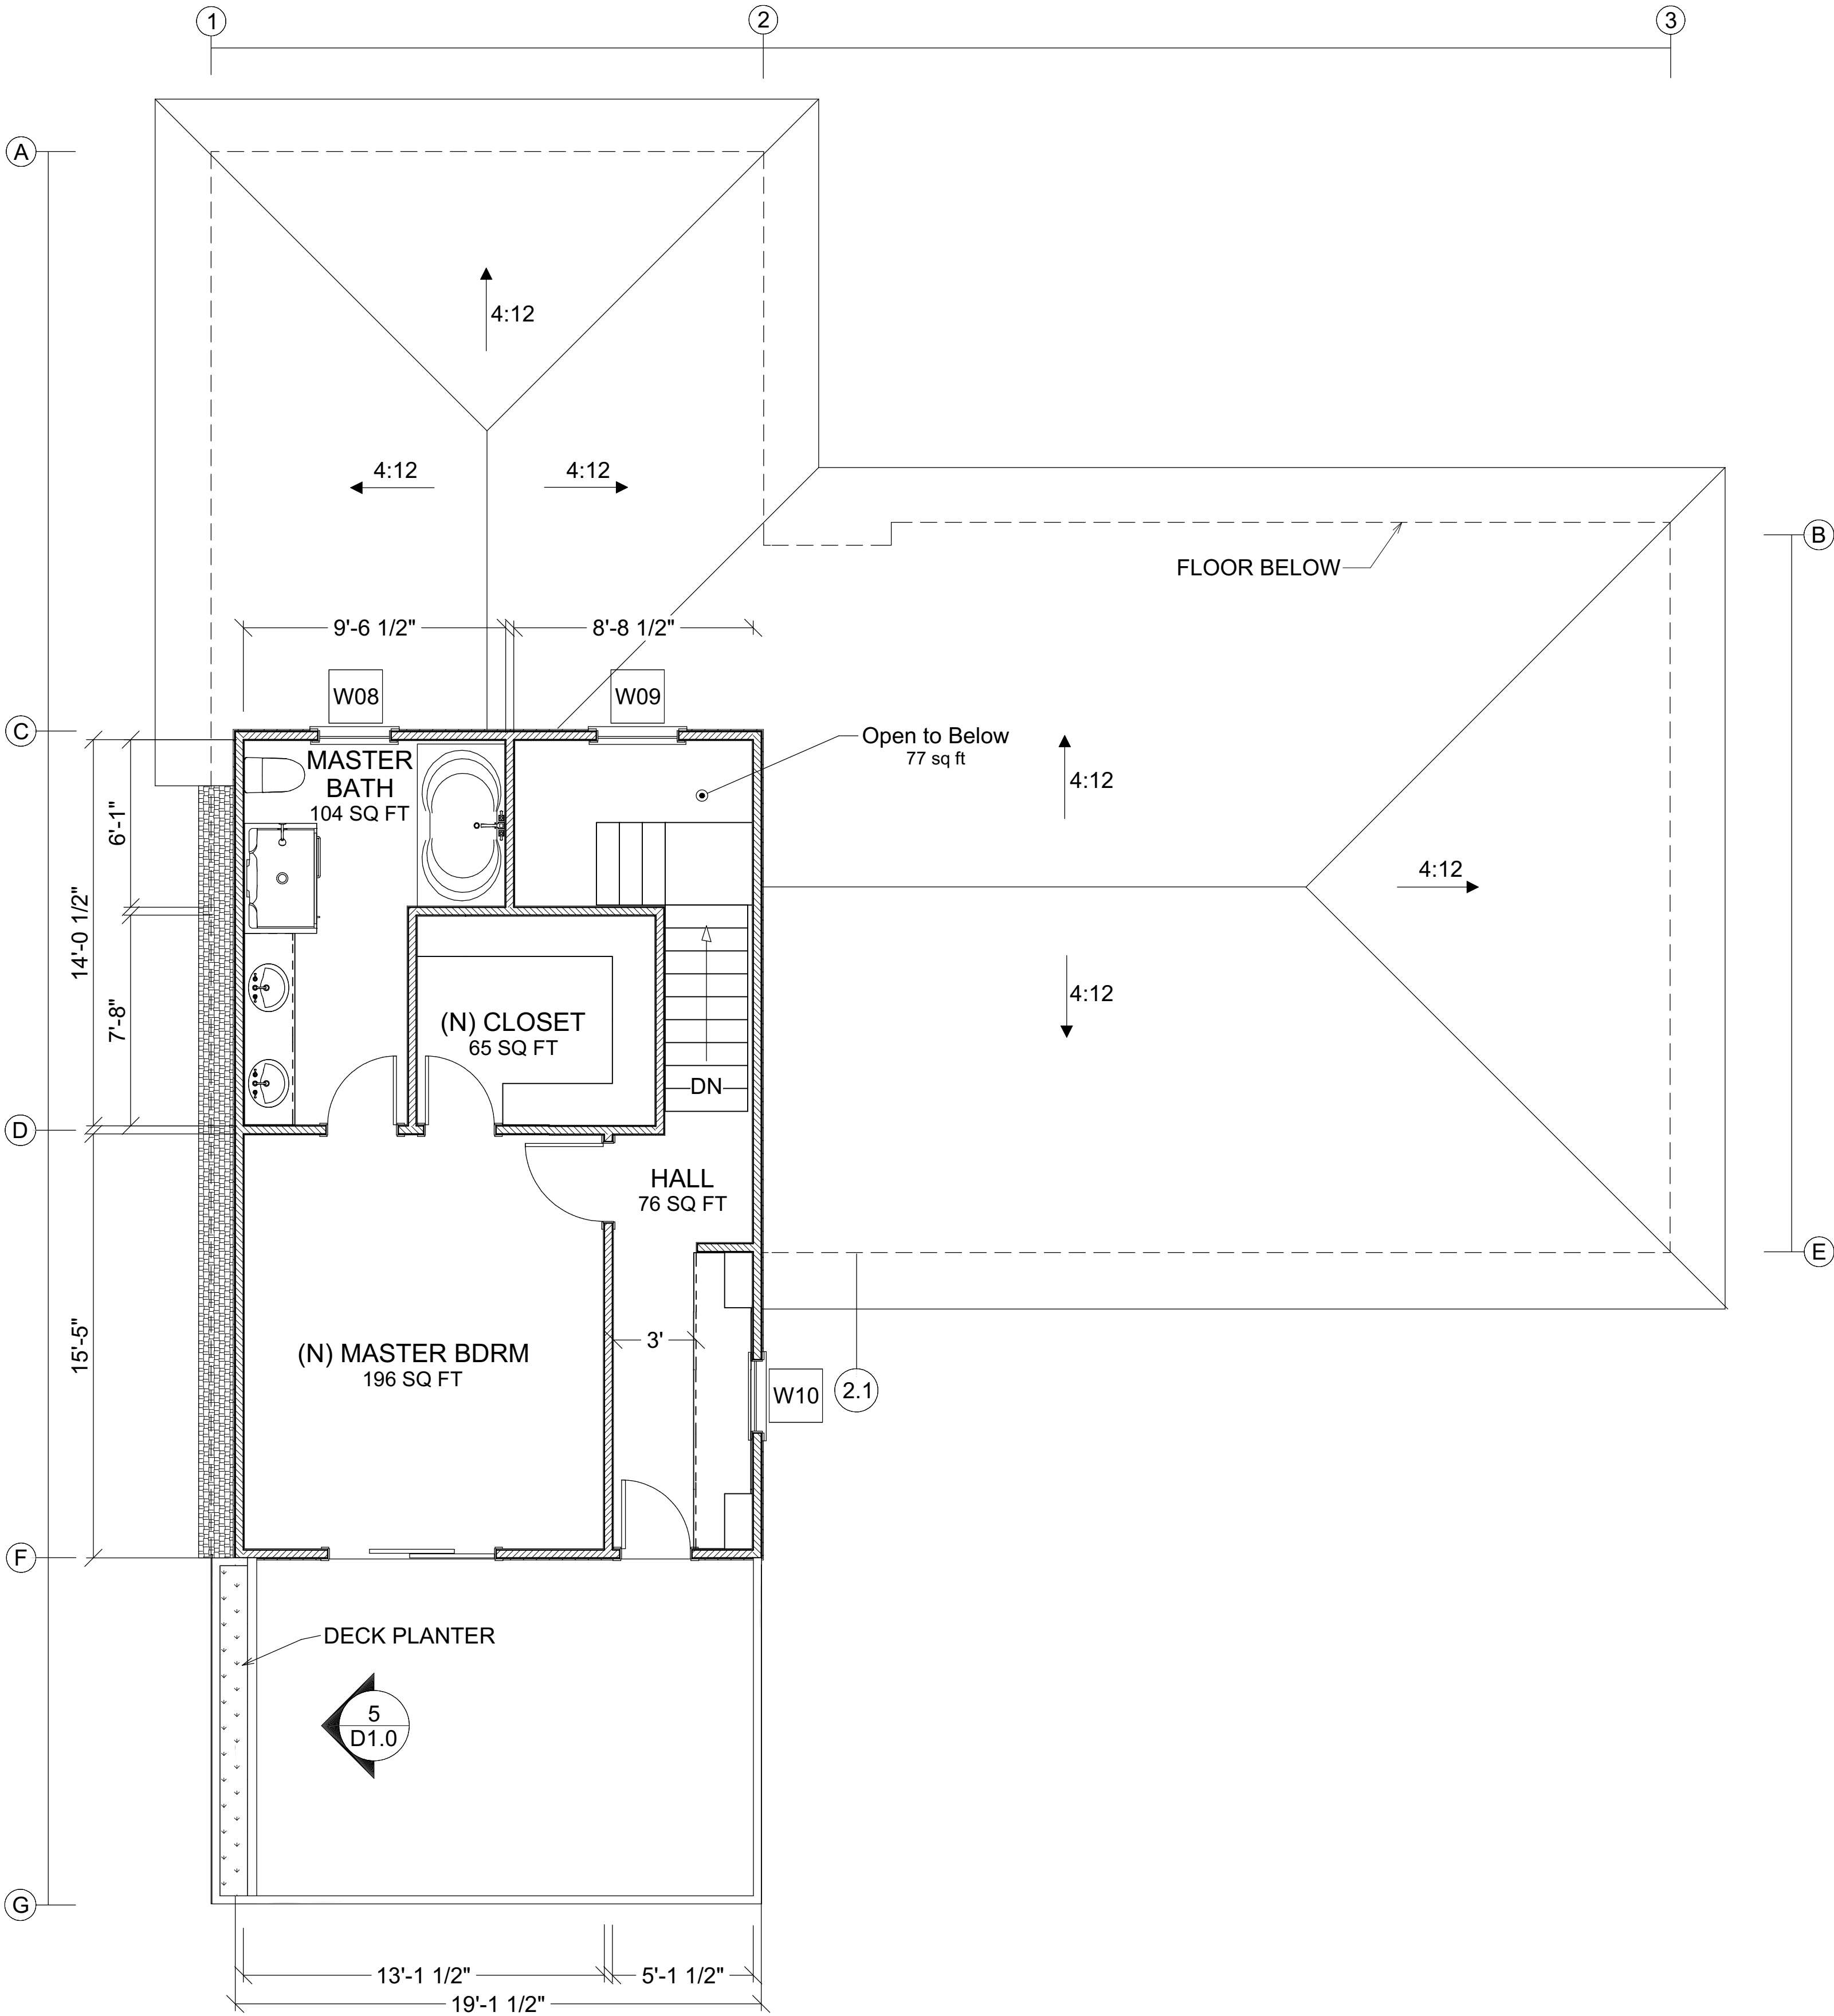 1
2
3
A
4:12
4:12
4:12
B
FLOOR BELOW
9'-6 1/2"
8'-8 1/2"
W08
W09
C
Open to Below
77 sq ft
MASTER
BATH
104 SQ FT
4:12
6'-1"
14'-0 1/2"
4:12
7'-8"
4:12
(N) CLOSET
65 SQ FT
DN
D
HALL
76 SQ FT
E
15'-5"
3'
(N) MASTER BDRM
196 SQ FT
W10
2.1
F
DECK PLANTER
5
D1.0
G
13'-1 1/2"
5'-1 1/2"
19'-1 1/2"